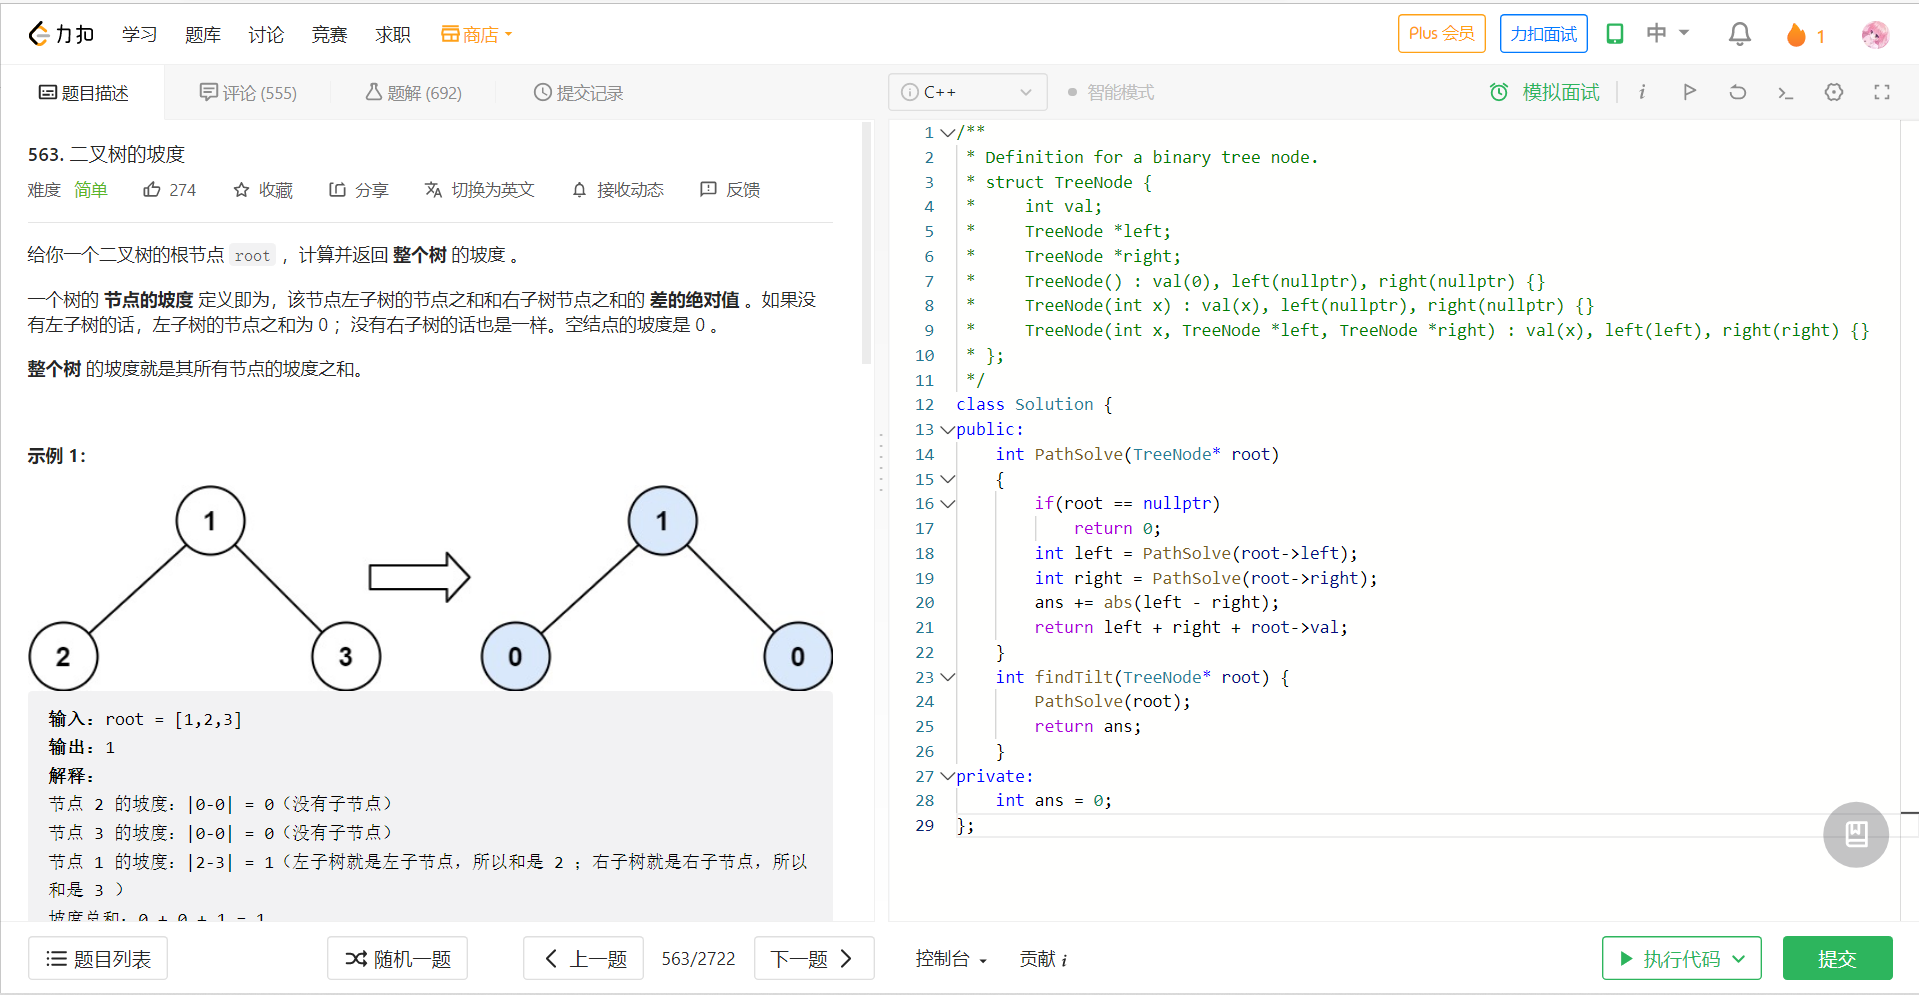 力扣 学习 题库 讨论 竞赛 求职 商店 Plus 会员 力扣面试 中 1
题目描述 评论 (555) 题解 (692) 提交记录
563. 二叉树的坡度
难度 简单 274 收藏 分享 切换为英文 接收动态 反馈
给你一个二叉树的根节点 root ，计算并返回 整个树 的坡度 。
一个树的 节点的坡度 定义即为，该节点左子树的节点之和和右子树节点之和的 差的绝对值 。如果没
有左子树的话，左子树的节点之和为 0 ；没有右子树的话也是一样。空结点的坡度是 0 。
整个树 的坡度就是其所有节点的坡度之和。
示例 1：
1 1
2 3 0 0
输入：root = [1,2,3]
输出：1
解释：
节点 2 的坡度：|0-0| = 0（没有子节点）
节点 3 的坡度：|0-0| = 0（没有子节点）
节点 1 的坡度：|2-3| = 1（左子树就是左子节点，所以和是 2 ；右子树就是右子节点，所以
和是 3 ）
坡度总和：0 + 0 + 1 = 1
题目列表 随机一题 上一题 563/2722 下一题
C++ 智能模式 模拟面试
1 /**
2 * Definition for a binary tree node.
3 * struct TreeNode {
4 * int val;
5 * TreeNode *left;
6 * TreeNode *right;
7 * TreeNode() : val(0), left(nullptr), right(nullptr) {}
8 * TreeNode(int x) : val(x), left(nullptr), right(nullptr) {}
9 * TreeNode(int x, TreeNode *left, TreeNode *right) : val(x), left(left), right(right) {}
10 * };
11 */
12 class Solution {
13 public:
14 int PathSolve(TreeNode* root)
15 {
16 if(root == nullptr)
17 return 0;
18 int left = PathSolve(root->left);
19 int right = PathSolve(root->right);
20 ans += abs(left - right);
21 return left + right + root->val;
22 }
23 int findTilt(TreeNode* root) {
24 PathSolve(root);
25 return ans;
26 }
27 private:
28 int ans = 0;
29 };
控制台 贡献 i 执行代码 提交